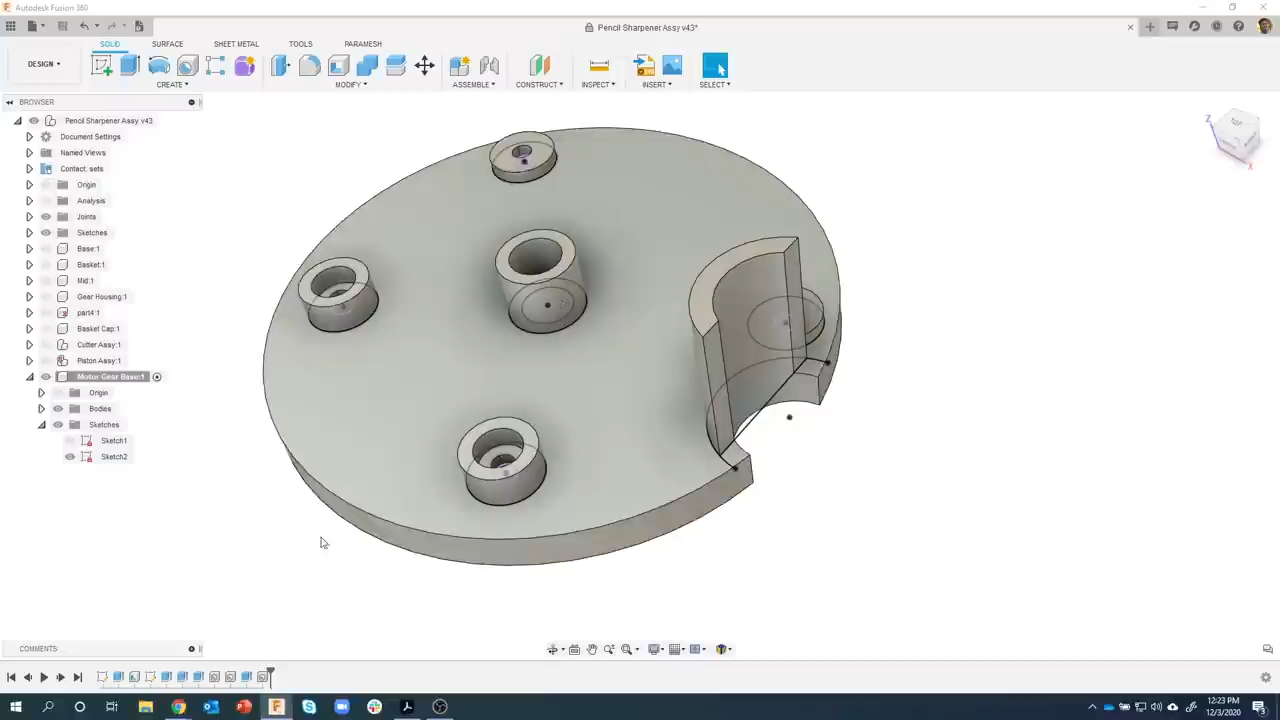 Autodesk Fusion 360
Pencil Sharpener Assy v43*
SOLID SURFACE SHEET METAL TOOLS PARAMESH
DESIGN
CREATE MODIFY ASSEMBLE CONSTRUCT INSPECT INSERT SELECT
BROWSER
Pencil Sharpener Assy v43
Document Settings
Named Views
Contact: sets
Origin
Analysis
Joints
Sketches
Base:1
Basket:1
Mid:1
Gear Housing:1
part4:1
Basket Cap:1
Cutter Assy:1
Piston Assy:1
Motor Gear Base:1
Origin
Bodies
Sketches
Sketch1
Sketch2
TOP
Z
X
COMMENTS
12:23 PM
12/3/2020